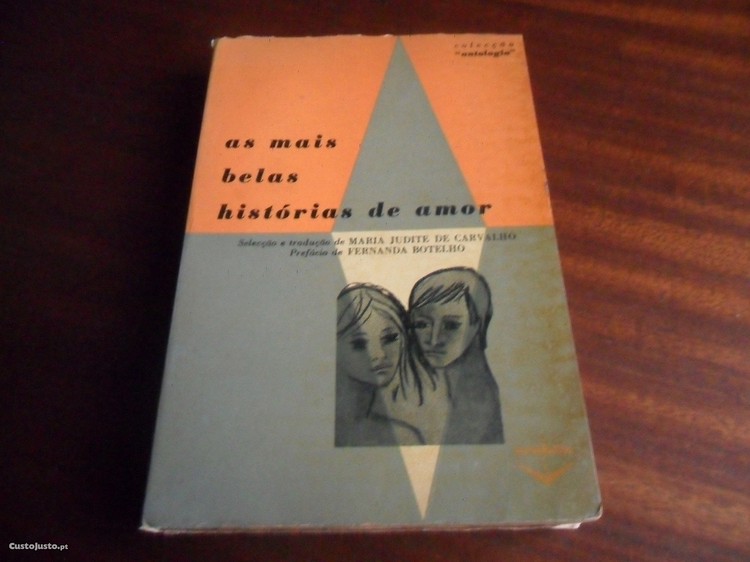 colecção
"antologia"
as mais
belas
histórias de amor
Selecção e tradução de MARIA JUDITE DE CARVALHO
Prefácio de FERNANDA BOTELHO
CustoJusto.pt